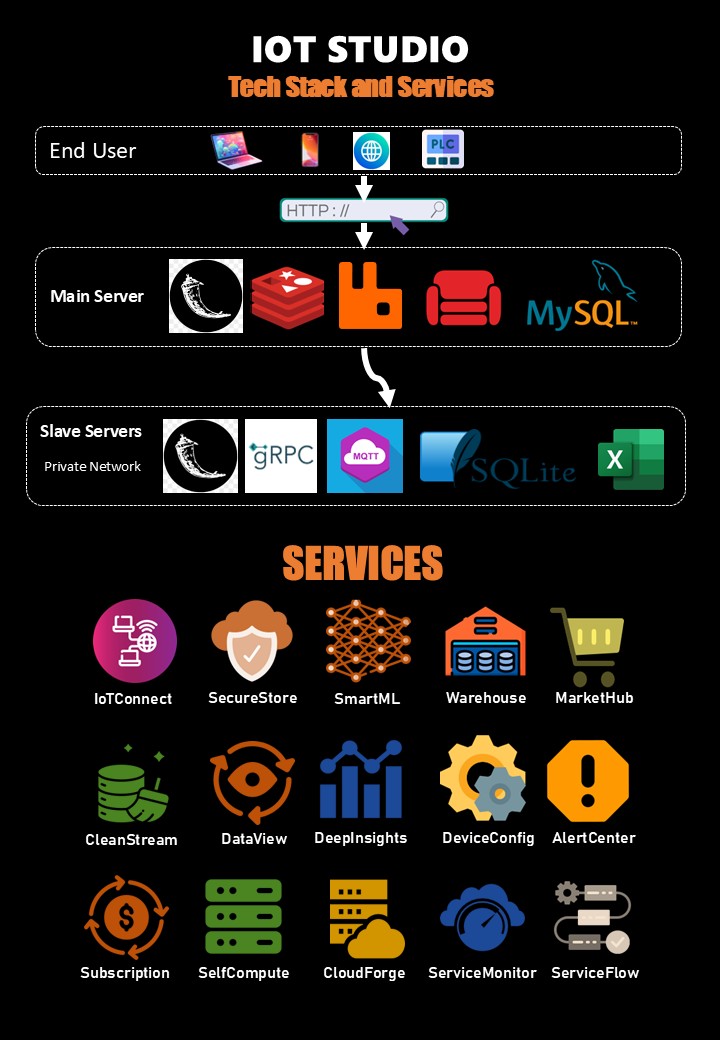 IOT STUDIO
Tech Stack and Services
End User
PLC
HTTP : //
Main Server
MySQL™
Slave Servers
Private Network
gRPC
MQTT
SQLite
X
SERVICES
IoTConnect SecureStore SmartML Warehouse MarketHub
CleanStream DataView DeepInsights DeviceConfig AlertCenter
Subscription SelfCompute CloudForge ServiceMonitor ServiceFlow